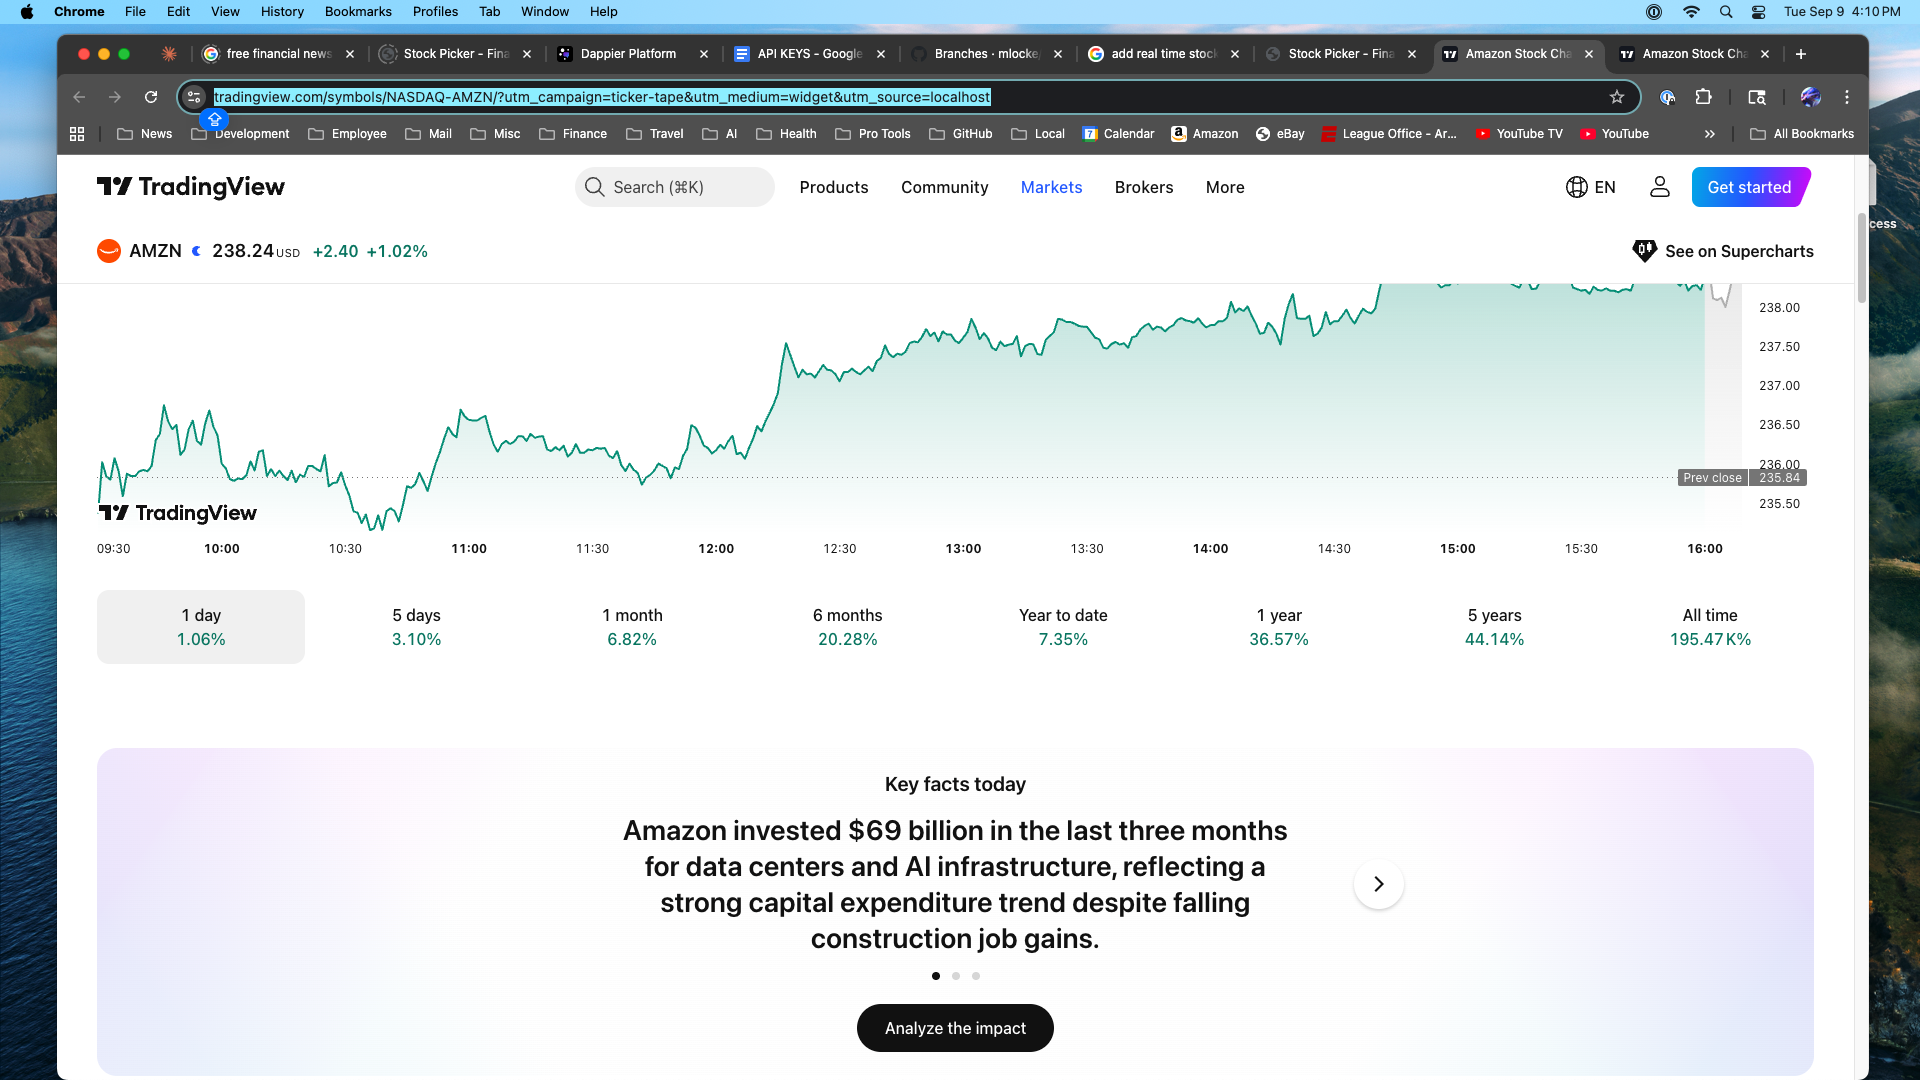 Chrome File Edit View History Bookmarks Profiles Tab Window Help Tue Sep 9 4:10 PM
free financial news Stock Picker - Fina Dappier Platform API KEYS - Google Branches · mlocke/ add real time stock Stock Picker - Fina Amazon Stock Cha Amazon Stock Cha
tradingview.com/symbols/NASDAQ-AMZN/?utm_campaign=ticker-tape&utm_medium=widget&utm_source=localhost
News Development Employee Mail Misc Finance Travel AI Health Pro Tools GitHub Local Calendar Amazon eBay League Office - Ar... YouTube TV YouTube » All Bookmarks
TradingView Search (⌘K) Products Community Markets Brokers More EN Get started
cess
AMZN 238.24 USD +2.40 +1.02% See on Supercharts
238.00
237.50
237.00
236.50
236.00
Prev close 235.84
235.50
TradingView
09:30 10:00 10:30 11:00 11:30 12:00 12:30 13:00 13:30 14:00 14:30 15:00 15:30 16:00
1 day 5 days 1 month 6 months Year to date 1 year 5 years All time
1.06% 3.10% 6.82% 20.28% 7.35% 36.57% 44.14% 195.47K%
Key facts today
Amazon invested $69 billion in the last three months
for data centers and AI infrastructure, reflecting a
strong capital expenditure trend despite falling
construction job gains.
Analyze the impact